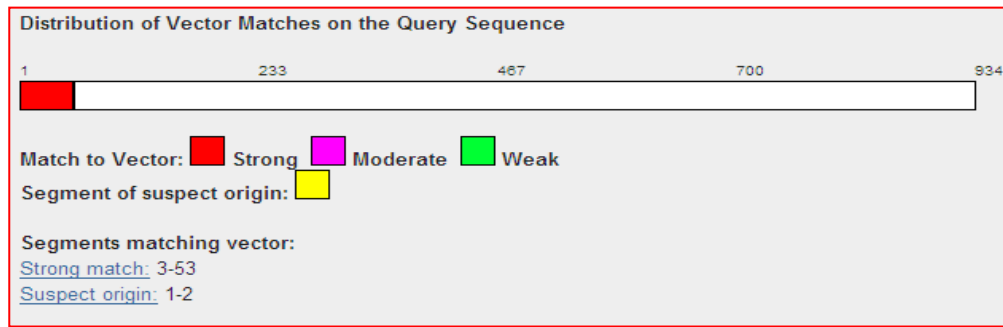 Distribution of Vector Matches on the Query Sequence
1 233 467 700 934
Match to Vector: Strong Moderate Weak
Segment of suspect origin:
Segments matching vector:
Strong match: 3-53
Suspect origin: 1-2